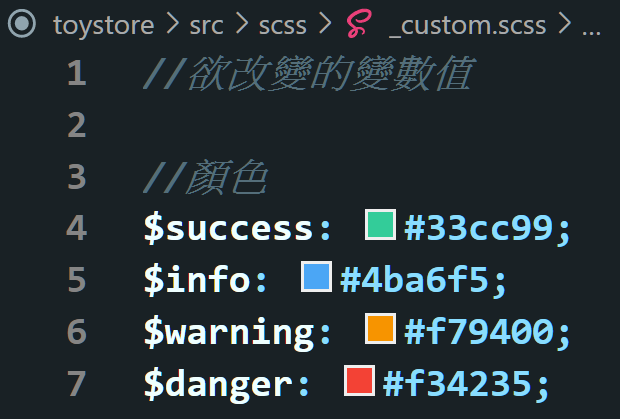 toystore > src > scss > _custom.scss > ...
1 //欲改變的變數值
2
3 //顏色
4 $success: #33cc99;
5 $info: #4ba6f5;
6 $warning: #f79400;
7 $danger: #f34235;